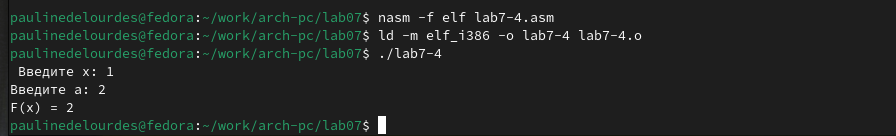 paulinedelourdes@fedora:~/work/arch-pc/lab07$ nasm -f elf lab7-4.asm
paulinedelourdes@fedora:~/work/arch-pc/lab07$ ld -m elf_i386 -o lab7-4 lab7-4.o
paulinedelourdes@fedora:~/work/arch-pc/lab07$ ./lab7-4
 Введите x: 1
Введите a: 2
F(x) = 2
paulinedelourdes@fedora:~/work/arch-pc/lab07$